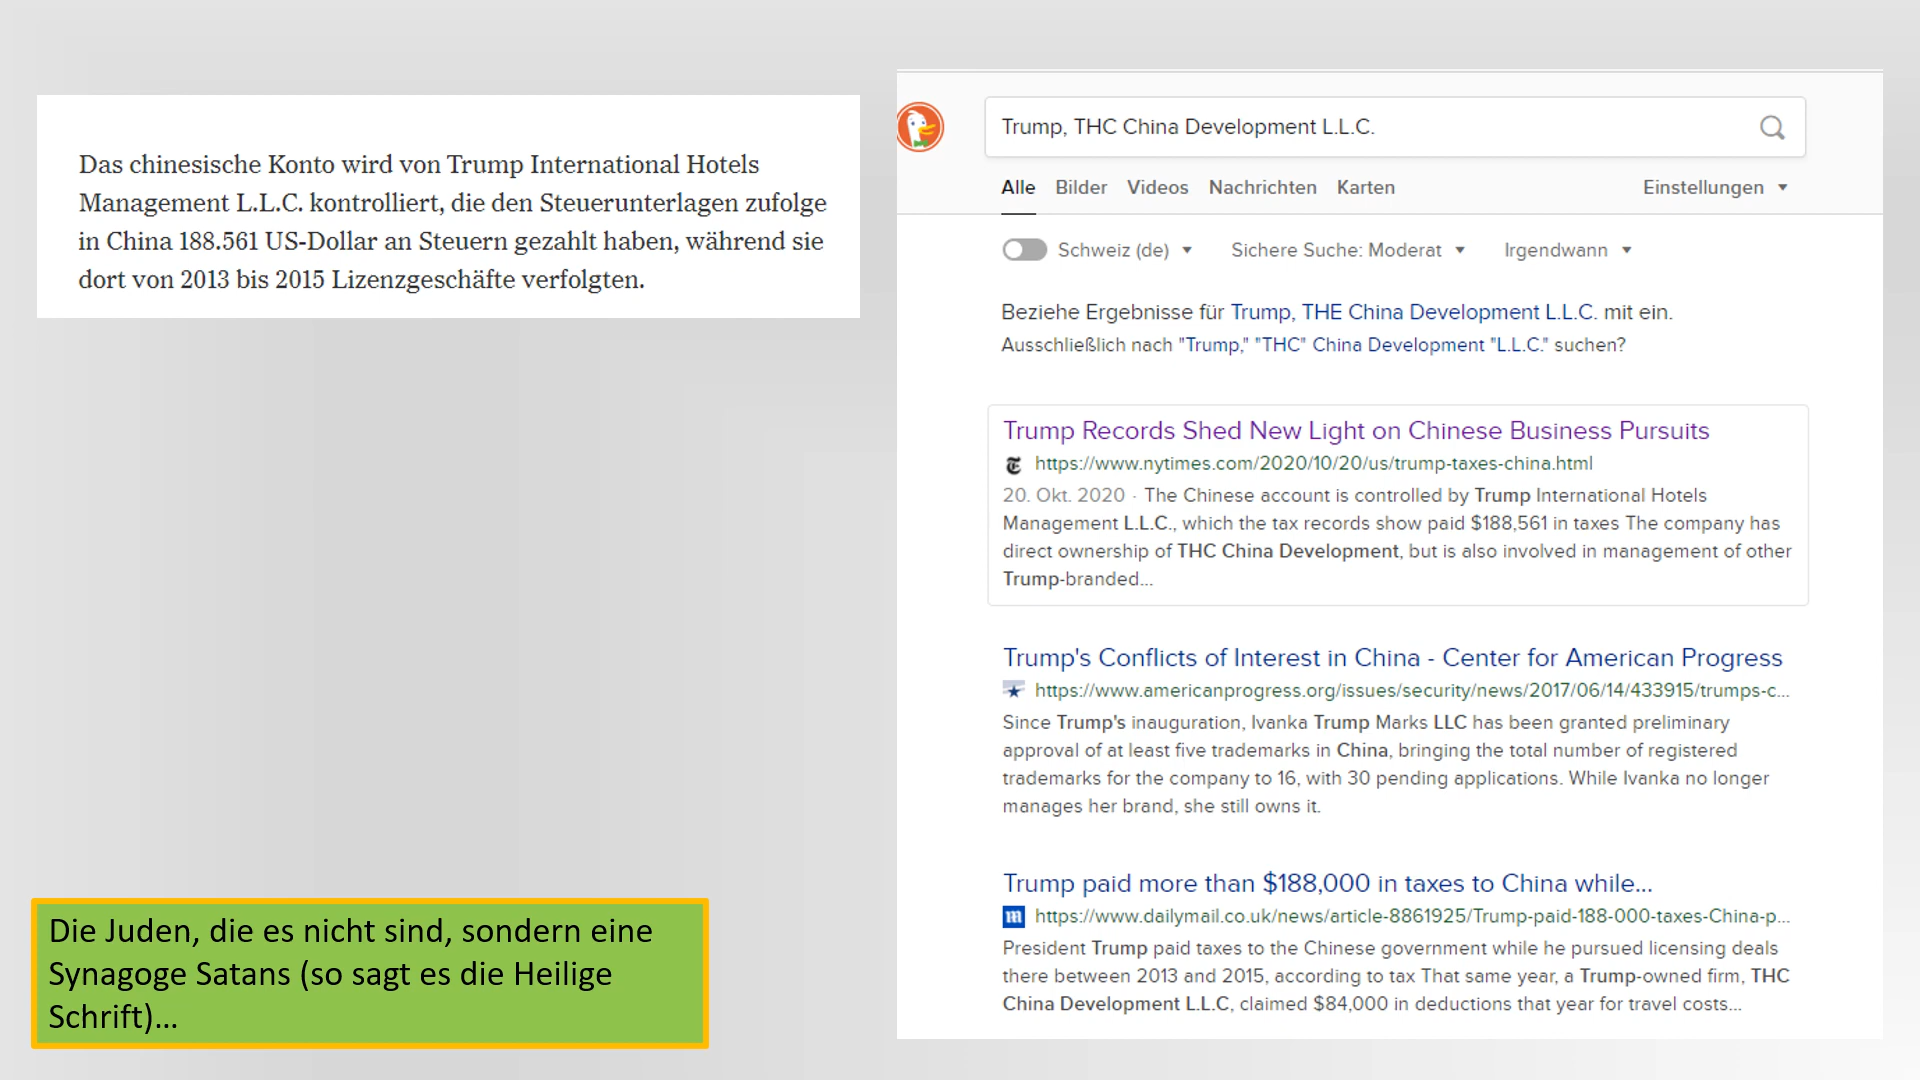 Das chinesische Konto wird von Trump International Hotels
Management L.L.C. kontrolliert, die den Steuerunterlagen zufolge
in China 188.561 US-Dollar an Steuern gezahlt haben, während sie
dort von 2013 bis 2015 Lizenzgeschäfte verfolgten.
Die Juden, die es nicht sind, sondern eine
Synagoge Satans (so sagt es die Heilige
Schrift)...
Trump, THC China Development L.L.C.
Alle Bilder Videos Nachrichten Karten Einstellungen
Schweiz (de) Sichere Suche: Moderat Irgendwann
Beziehe Ergebnisse für Trump, THE China Development L.L.C. mit ein.
Ausschließlich nach "Trump," "THC" China Development "L.L.C." suchen?
Trump Records Shed New Light on Chinese Business Pursuits
https://www.nytimes.com/2020/10/20/us/trump-taxes-china.html
20. Okt. 2020 · The Chinese account is controlled by Trump International Hotels
Management L.L.C., which the tax records show paid $188,561 in taxes The company has
direct ownership of THC China Development, but is also involved in management of other
Trump-branded...
Trump's Conflicts of Interest in China - Center for American Progress
https://www.americanprogress.org/issues/security/news/2017/06/14/433915/trumps-c...
Since Trump's inauguration, Ivanka Trump Marks LLC has been granted preliminary
approval of at least five trademarks in China, bringing the total number of registered
trademarks for the company to 16, with 30 pending applications. While Ivanka no longer
manages her brand, she still owns it.
Trump paid more than $188,000 in taxes to China while...
https://www.dailymail.co.uk/news/article-8861925/Trump-paid-188-000-taxes-China-p...
President Trump paid taxes to the Chinese government while he pursued licensing deals
there between 2013 and 2015, according to tax That same year, a Trump-owned firm, THC
China Development L.L.C, claimed $84,000 in deductions that year for travel costs...